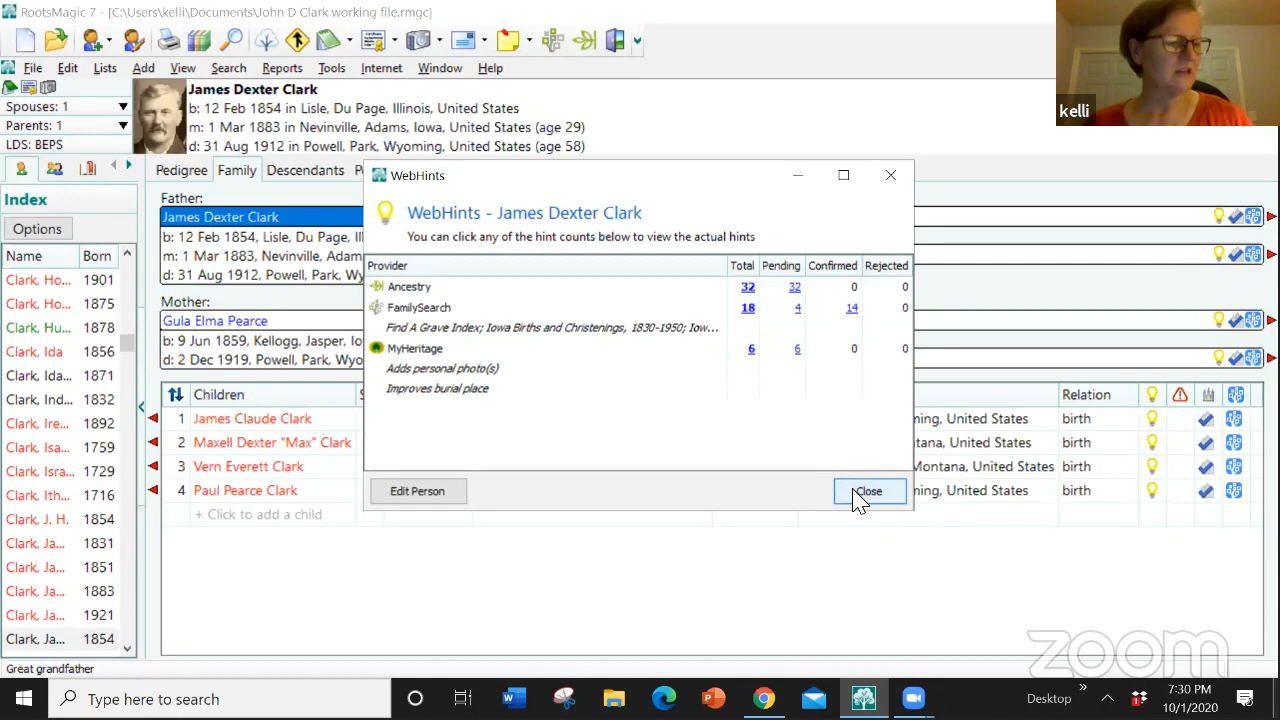 RootsMagic 7 - [C:\Users\kelli\Documents\John D Clark working file.rmgc]
kelli
File Edit Lists Add View Search Reports Tools Internet Window Help
Spouses: 1
Parents: 1
LDS: BEPS
James Dexter Clark
b: 12 Feb 1854 in Lisle, Du Page, Illinois, United States
m: 1 Mar 1883 in Nevinville, Adams, Iowa, United States (age 29)
d: 31 Aug 1912 in Powell, Park, Wyoming, United States (age 58)
Pedigree Family Descendants
Index
Options
Name Born
Clark, Ho... 1901
Clark, Ho... 1875
Clark, Hu... 1878
Clark, Ida 1856
Clark, Ida... 1871
Clark, Ind... 1832
Clark, Ire... 1892
Clark, Isa... 1759
Clark, Isra... 1729
Clark, Ith... 1716
Clark, J. H. 1854
Clark, Ja... 1831
Clark, Ja... 1851
Clark, Ja... 1883
Clark, Ja... 1921
Clark, Ja... 1854
Father:
James Dexter Clark
b: 12 Feb 1854, Lisle, Du Page, Ill
m: 1 Mar 1883, Nevinville, Adams,
d: 31 Aug 1912, Powell, Park, Wy
Mother:
Gula Elma Pearce
b: 9 Jun 1859, Kellogg, Jasper, Io
d: 2 Dec 1919, Powell, Park, Wyo
Children Relation
1 James Claude Clark ming, United States birth
2 Maxell Dexter "Max" Clark ntana, United States birth
3 Vern Everett Clark Montana, United States birth
4 Paul Pearce Clark ming, United States birth
+ Click to add a child
WebHints
WebHints - James Dexter Clark
You can click any of the hint counts below to view the actual hints
Provider Total Pending Confirmed Rejected
Ancestry 32 32 0 0
FamilySearch 18 4 14 0
Find A Grave Index; Iowa Births and Christenings, 1830-1950; Iow...
MyHeritage 6 6 0 0
Adds personal photo(s)
Improves burial place
Edit Person Close
Great grandfather
zoom
Type here to search
Desktop
7:30 PM
10/1/2020